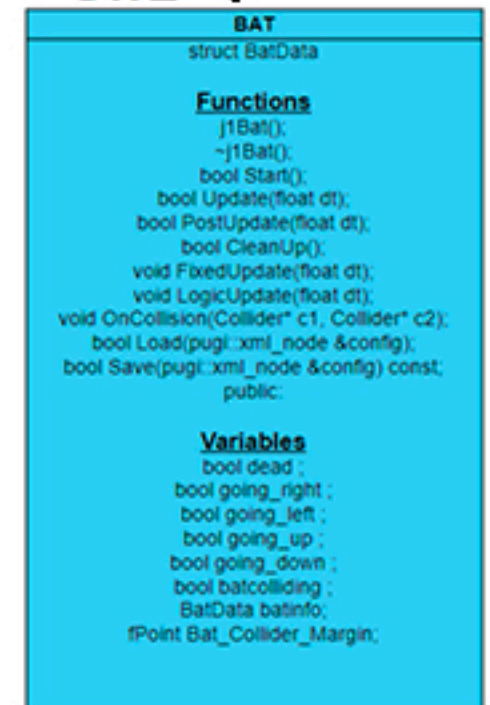 BAT
struct BatData
Functions
j1Bat();
~j1Bat();
bool Start();
bool Update(float dt);
bool PostUpdate(float dt);
bool CleanUp();
void FixedUpdate(float dt);
void LogicUpdate(float dt);
void OnCollision(Collider* c1, Collider* c2);
bool Load(pugi::xml_node &config);
bool Save(pugi::xml_node &config) const;
public:
Variables
bool dead ;
bool going_right ;
bool going_left ;
bool going_up ;
bool going_down ;
bool batcolliding ;
BatData batinfo;
fPoint Bat_Collider_Margin;